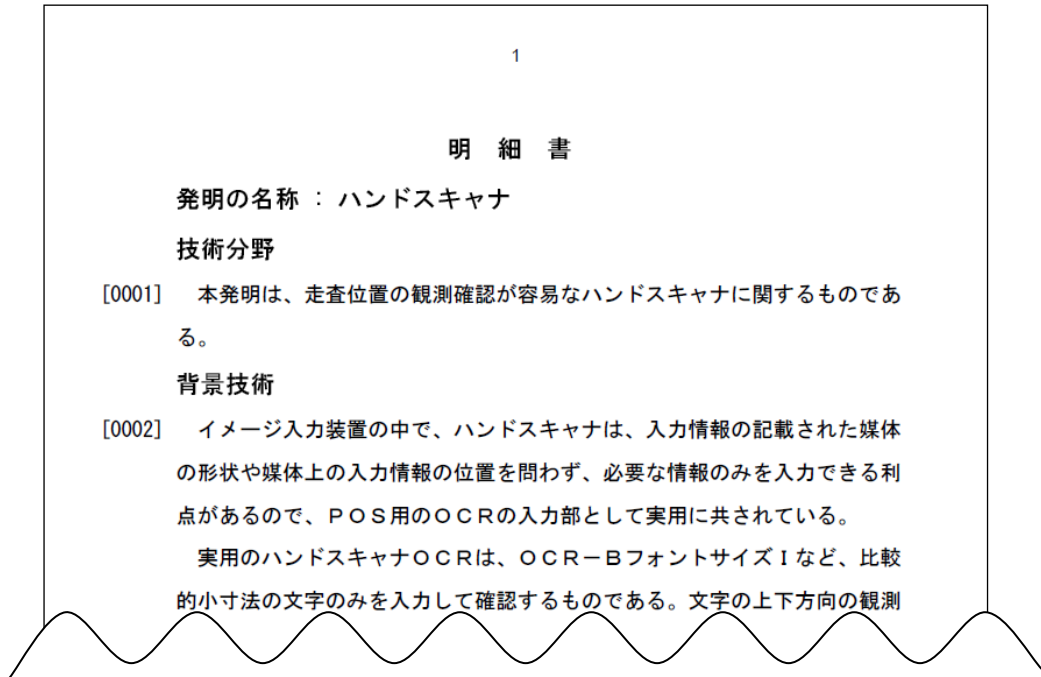 1
明 細 書
発明の名称 : ハンドスキャナ
技術分野
[0001] 本発明は、走査位置の観測確認が容易なハンドスキャナに関するものであ
る。
背景技術
[0002] イメージ入力装置の中で、ハンドスキャナは、入力情報の記載された媒体
の形状や媒体上の入力情報の位置を問わず、必要な情報のみを入力できる利
点があるので、POS用のOCRの入力部として実用に共されている。
実用のハンドスキャナOCRは、OCR-BフォントサイズIなど、比較
的小寸法の文字のみを入力して確認するものである。文字の上下方向の観測